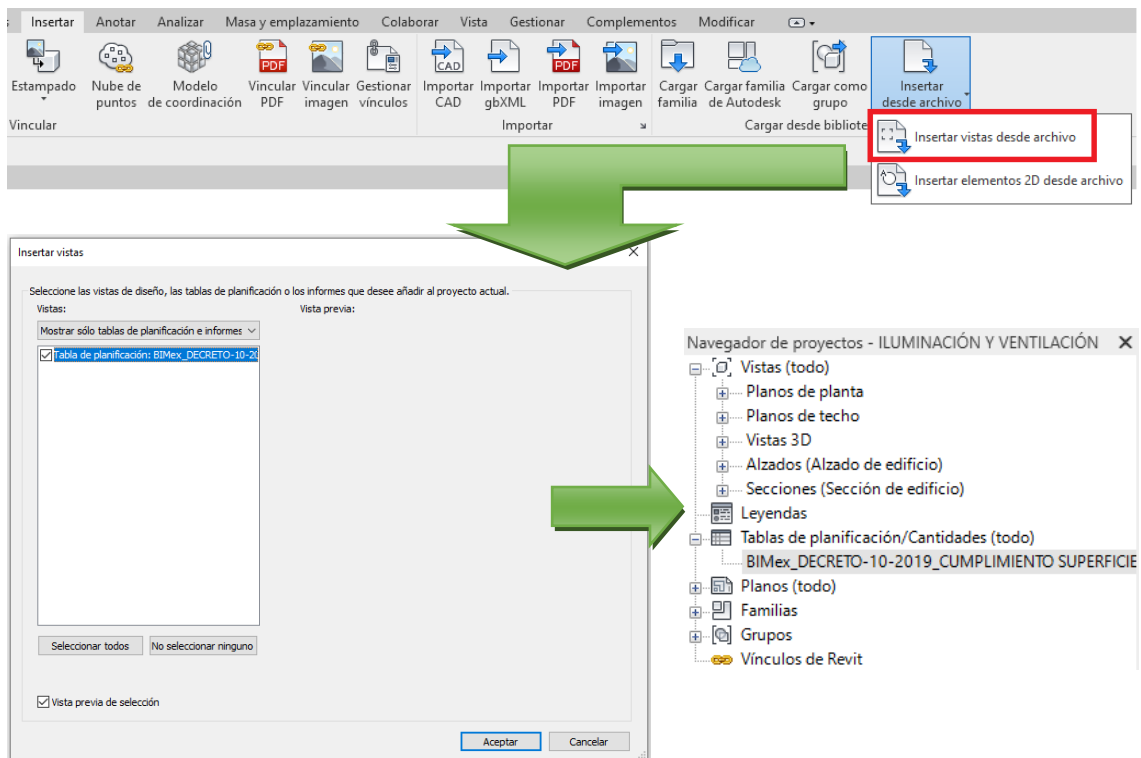 Insertar Anotar Analizar Masa y emplazamiento Colaborar Vista Gestionar Complementos Modificar
Estampado Nube de puntos Modelo de coordinación Vincular PDF Vincular imagen Gestionar vínculos Importar CAD Importar gbXML Importar PDF Importar imagen Cargar familia Cargar familia de Autodesk Cargar como grupo Insertar desde archivo
Vincular Importar Cargar desde bibliote
Insertar vistas desde archivo
Insertar elementos 2D desde archivo
Insertar vistas
Seleccione las vistas de diseño, las tablas de planificación o los informes que desee añadir al proyecto actual.
Vistas: Vista previa:
Mostrar sólo tablas de planificación e informes
Tabla de planificación: BIMex_DECRETO-10-20
Seleccionar todos No seleccionar ninguno
Vista previa de selección
Aceptar Cancelar
Navegador de proyectos - ILUMINACIÓN Y VENTILACIÓN
Vistas (todo)
Planos de planta
Planos de techo
Vistas 3D
Alzados (Alzado de edificio)
Secciones (Sección de edificio)
Leyendas
Tablas de planificación/Cantidades (todo)
BIMex_DECRETO-10-2019_CUMPLIMIENTO SUPERFICIE
Planos (todo)
Familias
Grupos
Vínculos de Revit